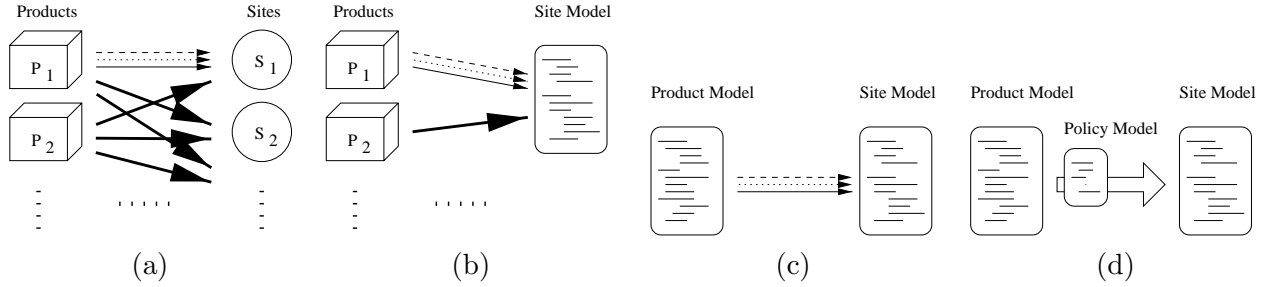 Products Sites Products Site Model
P 1 S 1 P 1
P 2 S 2 P 2
Product Model Site Model Product Model Site Model
Policy Model
(a) (b) (c) (d)